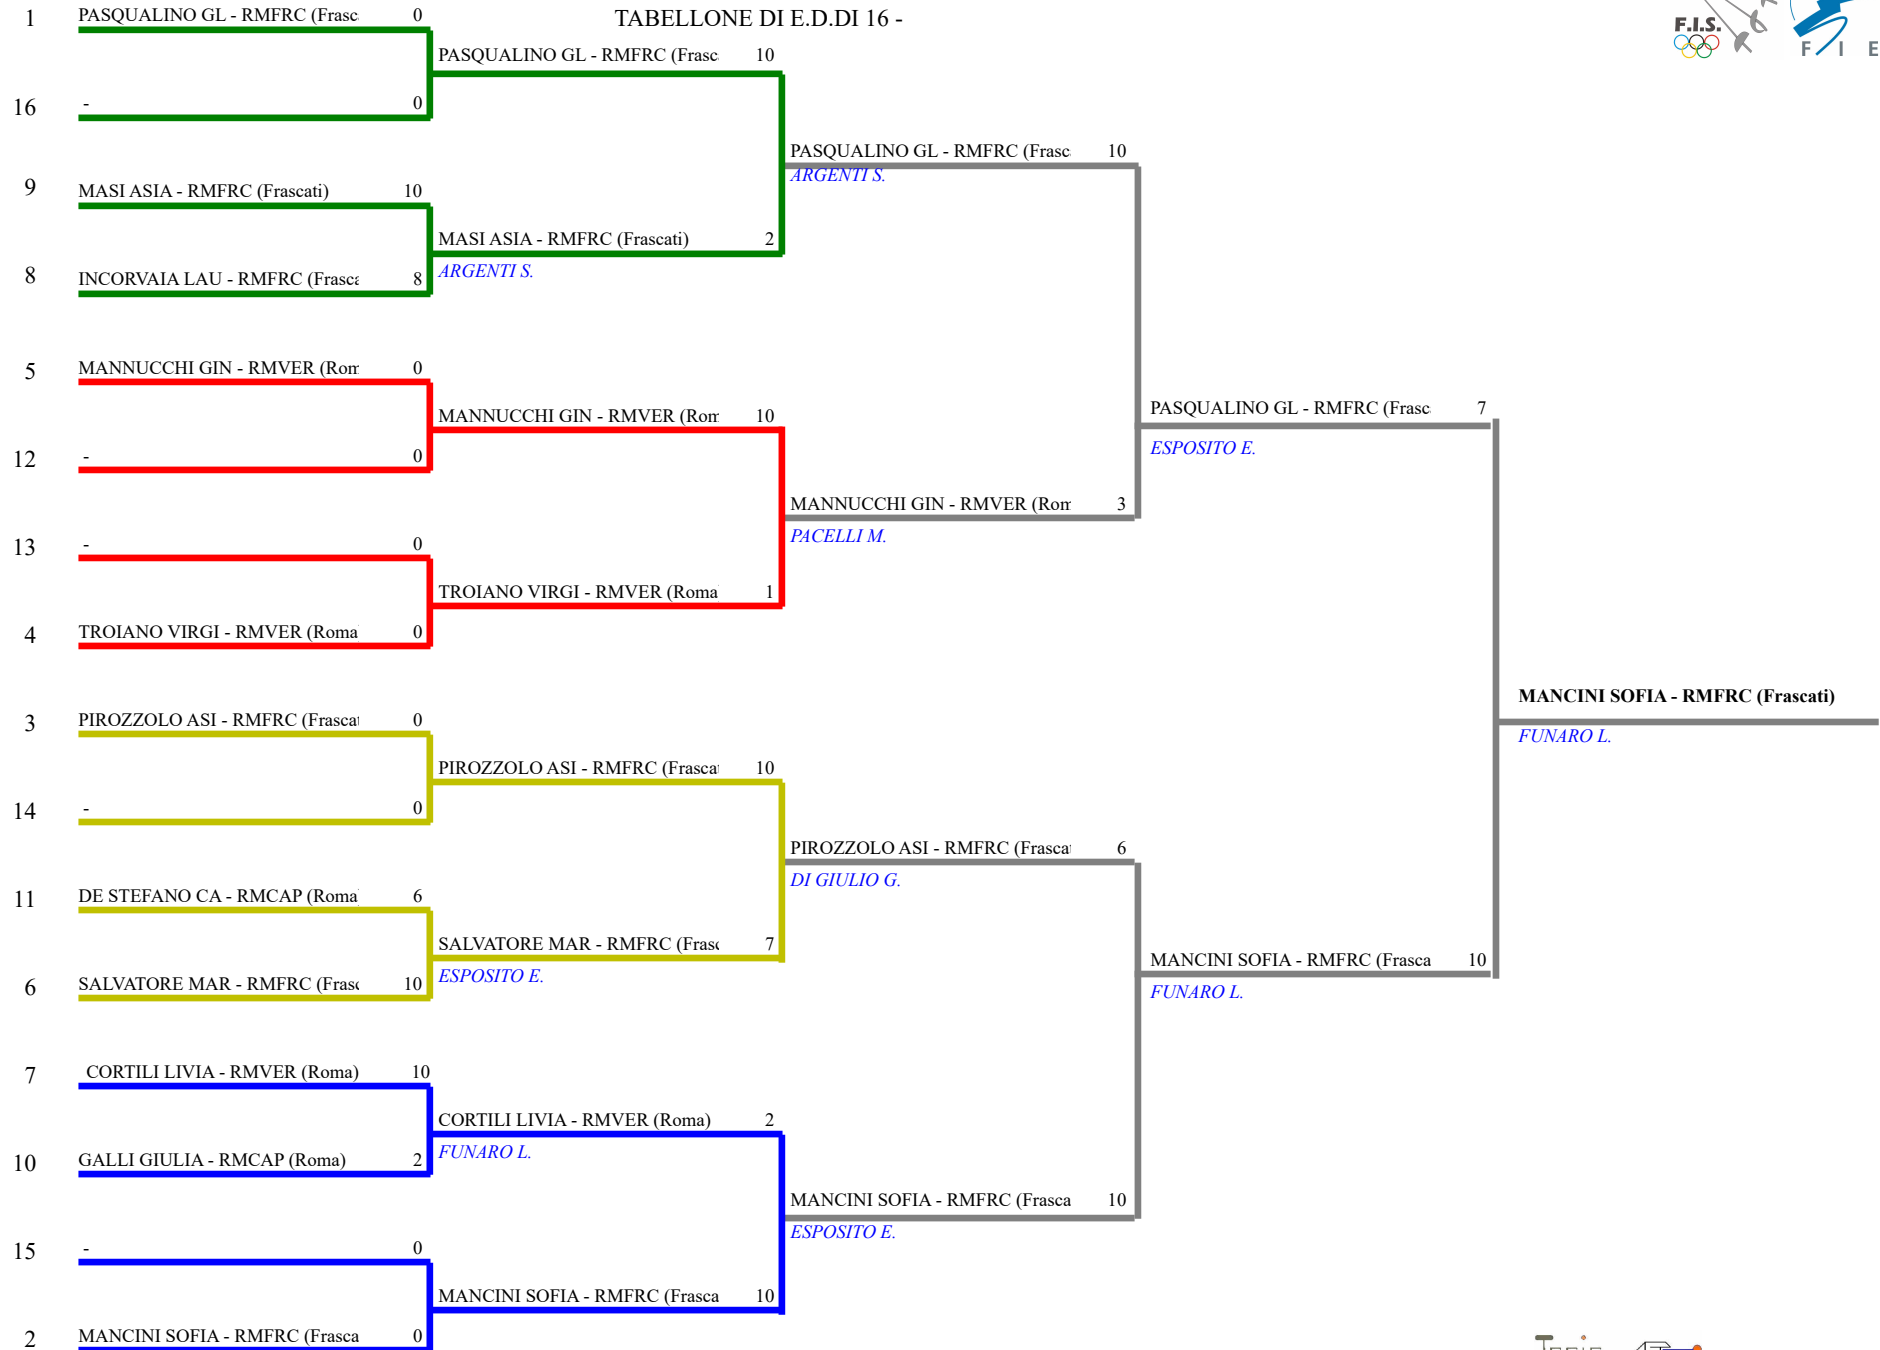 TABELLONE DI E.D.DI 16 -
F.I.S.
F I E
1 PASQUALINO GL - RMFRC (Frasc 0
PASQUALINO GL - RMFRC (Frasc 10
16 - 0
PASQUALINO GL - RMFRC (Frasc 10
ARGENTI S.
9 MASI ASIA - RMFRC (Frascati) 10
MASI ASIA - RMFRC (Frascati) 2
ARGENTI S.
8 INCORVAIA LAU - RMFRC (Frasca 8
5 MANNUCCHI GIN - RMVER (Rom 0
MANNUCCHI GIN - RMVER (Rom 10
PASQUALINO GL - RMFRC (Frasc 7
ESPOSITO E.
12 - 0
MANNUCCHI GIN - RMVER (Rom 3
PACELLI M.
13 - 0
TROIANO VIRGI - RMVER (Roma 1
4 TROIANO VIRGI - RMVER (Roma 0
MANCINI SOFIA - RMFRC (Frascati)
FUNARO L.
3 PIROZZOLO ASI - RMFRC (Frascat 0
PIROZZOLO ASI - RMFRC (Frascat 10
14 - 0
PIROZZOLO ASI - RMFRC (Frascat 6
DI GIULIO G.
11 DE STEFANO CA - RMCAP (Roma 6
SALVATORE MAR - RMFRC (Frasc 7
ESPOSITO E.
MANCINI SOFIA - RMFRC (Frasca 10
FUNARO L.
6 SALVATORE MAR - RMFRC (Frasc 10
7 CORTILI LIVIA - RMVER (Roma) 10
CORTILI LIVIA - RMVER (Roma) 2
FUNARO L.
10 GALLI GIULIA - RMCAP (Roma) 2
MANCINI SOFIA - RMFRC (Frasca 10
ESPOSITO E.
15 - 0
MANCINI SOFIA - RMFRC (Frasca 10
2 MANCINI SOFIA - RMFRC (Frasca 0